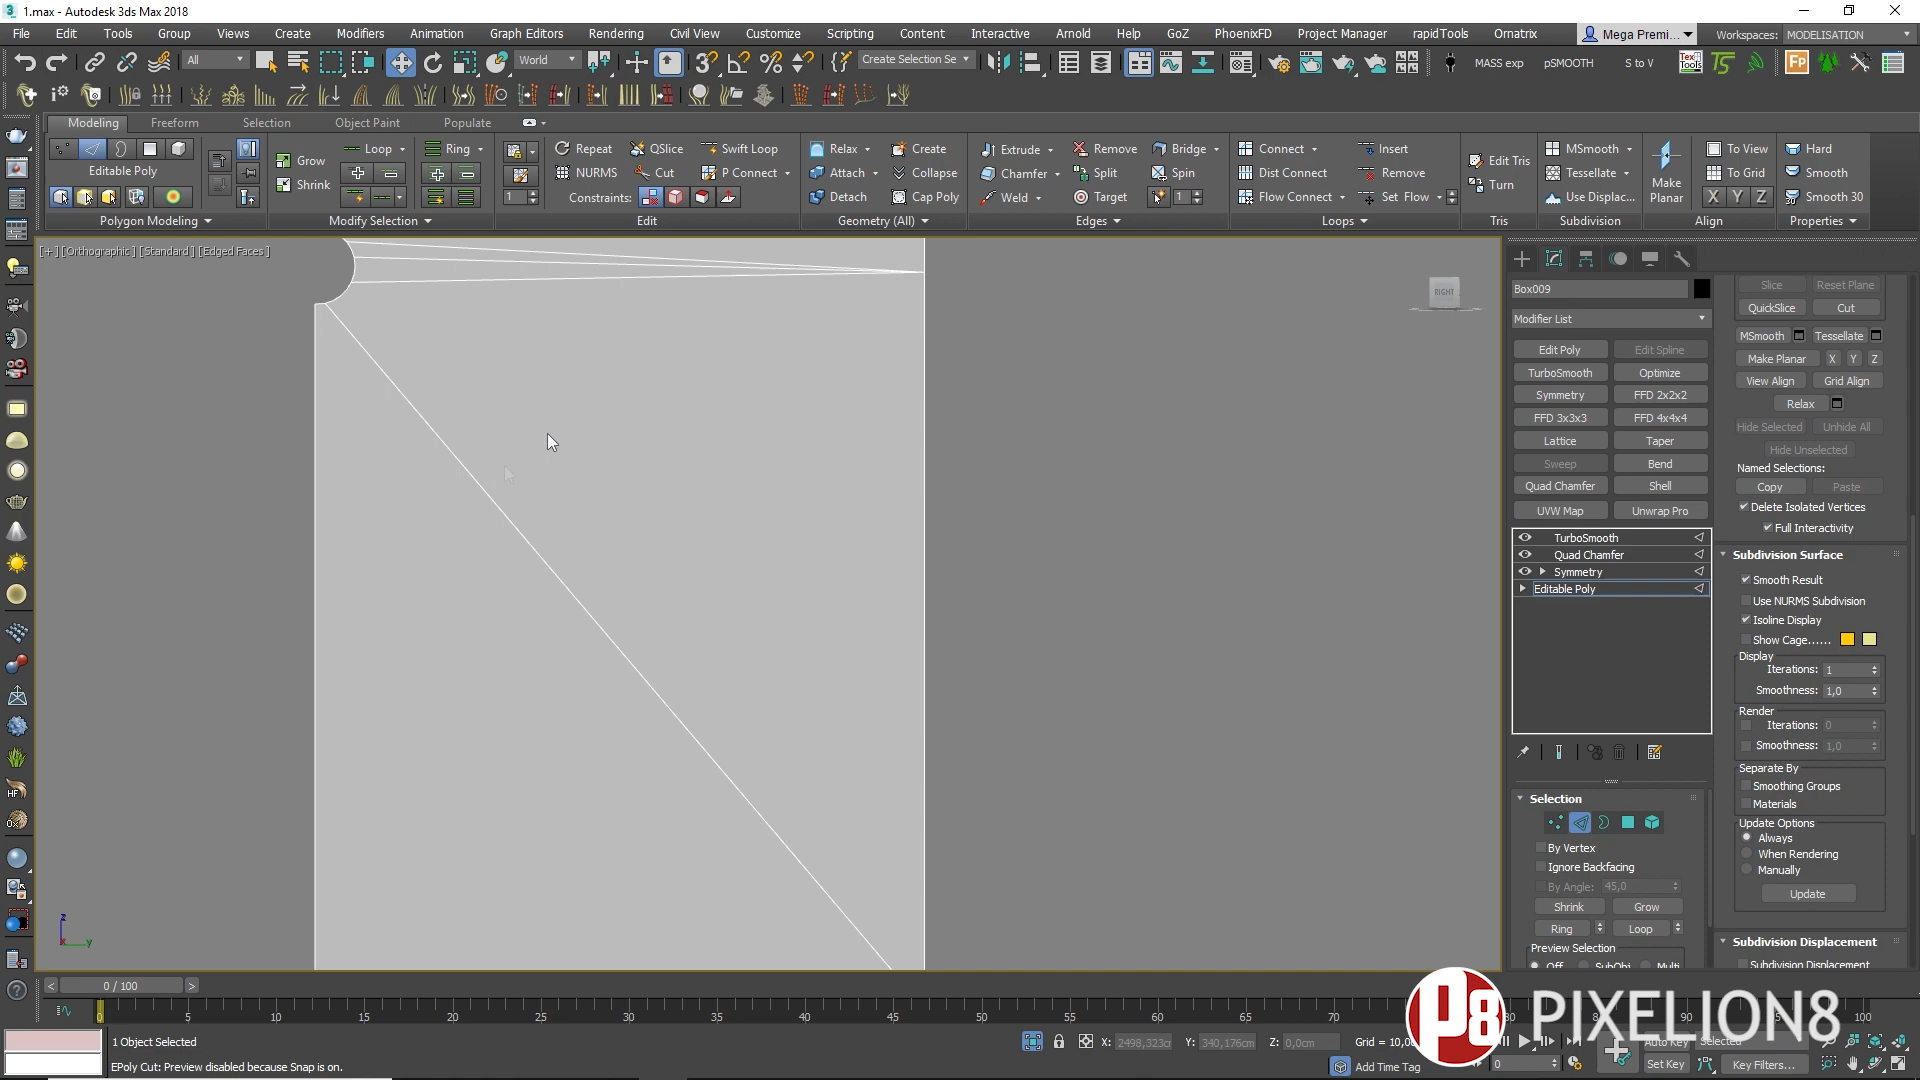 1.max - Autodesk 3ds Max 2018
File Edit Tools Group Views Create Modifiers Animation Graph Editors Rendering Civil View Customize Scripting Content Interactive Arnold Help GoZ PhoenixFD Project Manager rapidTools Ornatrix Mega Premi... Workspaces: MODELISATION
All World Create Selection Se MASS exp pSMOOTH S to V
Modeling Freeform Selection Object Paint Populate
Loop Ring Repeat QSlice Swift Loop Relax Create Extrude Remove Bridge Connect Insert MSmooth To View Hard
Grow NURMS Cut P Connect Attach Collapse Chamfer Split Spin Dist Connect Remove Edit Tris Tessellate To Grid Smooth
Editable Poly Shrink 1 Constraints: Detach Cap Poly Weld Target 1 Flow Connect Set Flow Turn Use Displac... Make Planar X Y Z Smooth 30
Polygon Modeling Modify Selection Edit Geometry (All) Edges Loops Tris Subdivision Align Properties
[+][Orthographic][Standard][Edged Faces]
RIGHT
Box009
Modifier List
Edit Poly Edit Spline
TurboSmooth Optimize
Symmetry FFD 2x2x2
FFD 3x3x3 FFD 4x4x4
Lattice Taper
Sweep Bend
Quad Chamfer Shell
UVW Map Unwrap Pro
TurboSmooth
Quad Chamfer
Symmetry
Editable Poly
Selection
By Vertex
Ignore Backfacing
By Angle: 45,0
Shrink Grow
Ring Loop
Preview Selection
Off SubObj Multi
Slice Reset Plane
QuickSlice Cut
MSmooth Tessellate
Make Planar X Y Z
View Align Grid Align
Relax
Hide Selected Unhide All
Hide Unselected
Named Selections:
Copy Paste
Delete Isolated Vertices
Full Interactivity
Subdivision Surface
Smooth Result
Use NURMS Subdivision
Isoline Display
Show Cage......
Display
Iterations: 1
Smoothness: 1,0
Render
Iterations: 0
Smoothness: 1,0
Separate By
Smoothing Groups
Materials
Update Options
Always
When Rendering
Manually
Update
Subdivision Displacement
Subdivision Displacement
z
x y
< 0 / 100 >
0 5 10 15 20 25 30 35 40 45 50 55 60 65 70 80 90 100
P8 PIXELION8
1 Object Selected X: 2498,323c Y: 340,176cm Z: 0,0cm Grid = 10,0 Auto Key Selected
EPoly Cut: Preview disabled because Snap is on. Add Time Tag 0 Set Key Key Filters...